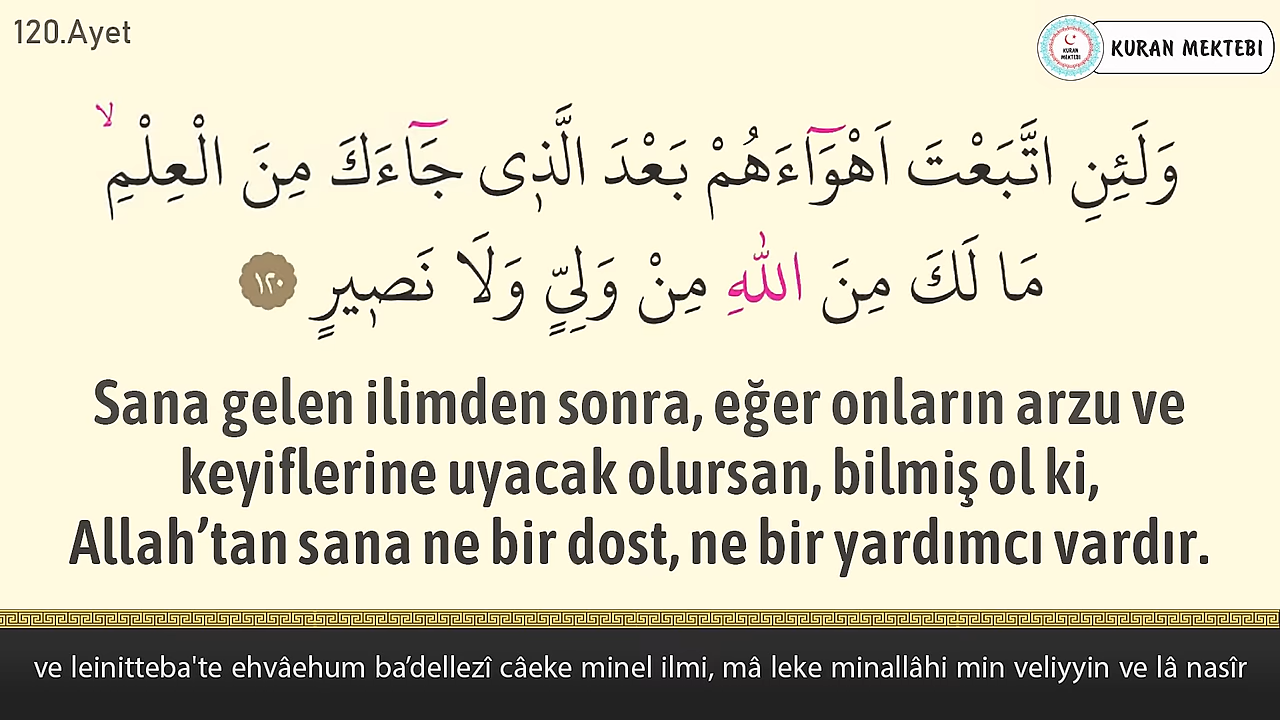 120.Ayet
KURAN MEKTEBI
KURAN MEKTEBİ
وَلَئِنِ اتَّبَعْتَ اَهْوَٓاءَهُمْ بَعْدَ الَّذ۪ى جَٓاءَكَ مِنَ الْعِلْمِۙ
مَا لَكَ مِنَ اللّٰهِ مِنْ وَلِىٍّ وَلَا نَص۪يرٍ ١٢٠
Sana gelen ilimden sonra, eğer onların arzu ve
keyiflerine uyacak olursan, bilmiş ol ki,
Allah’tan sana ne bir dost, ne bir yardımcı vardır.
ve leinitteba'te ehvâehum ba’dellezî câeke minel ilmi, mâ leke minallâhi min veliyyin ve lâ nasîr